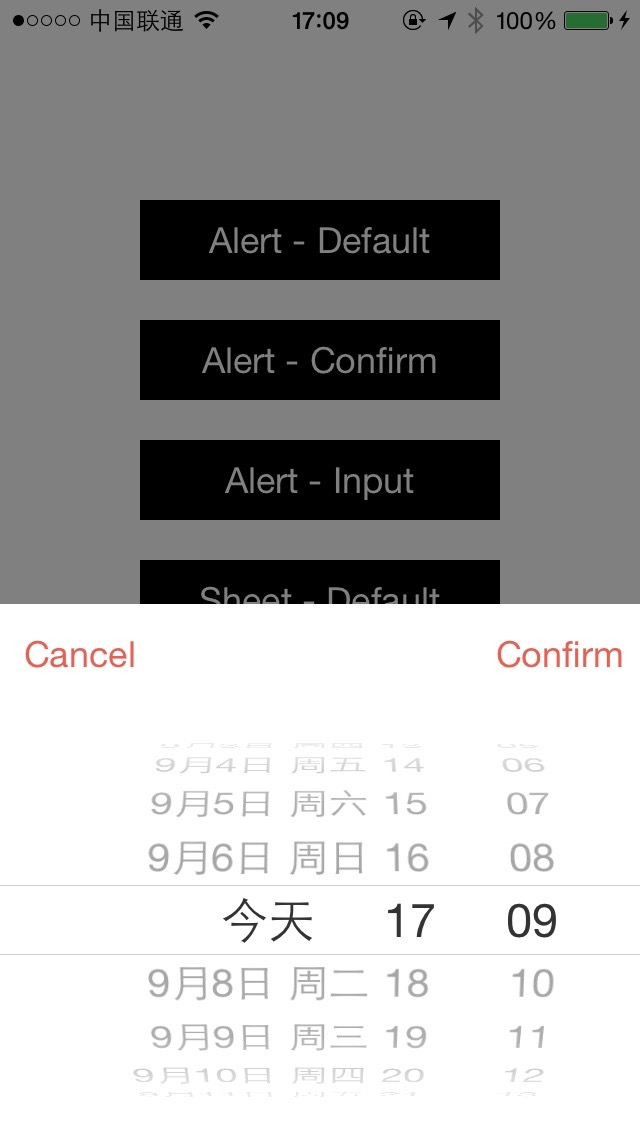 中国联通 17:09 100%
Alert - Default
Alert - Confirm
Alert - Input
Sheet - Default
Cancel Confirm
9月4日 周五 14 06
9月5日 周六 15 07
9月6日 周日 16 08
今天 17 09
9月8日 周二 18 10
9月9日 周三 19 11
9月10日 周四 20 12